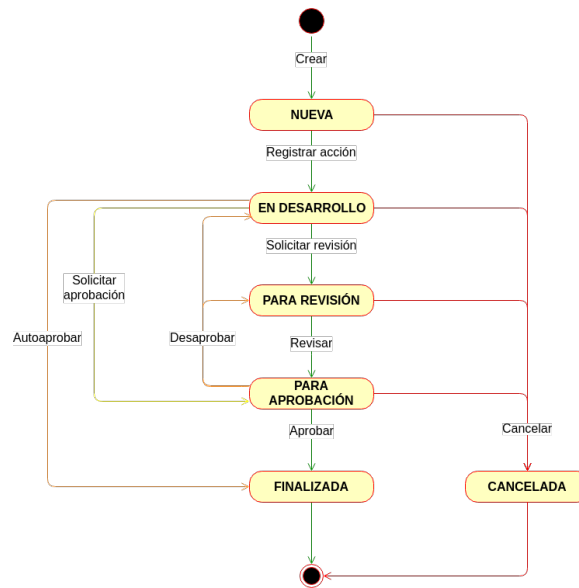 Crear
NUEVA
Registrar acción
EN DESARROLLO
Solicitar revisión
Solicitar
aprobación
PARA REVISIÓN
Autoaprobar
Desaprobar
Revisar
PARA
APROBACIÓN
Aprobar
Cancelar
FINALIZADA
CANCELADA